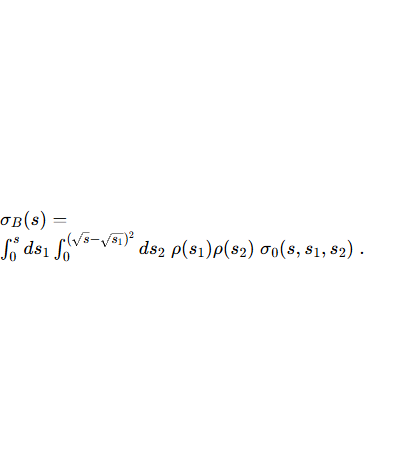 σ_B(s) =
∫_0^s ds_1 ∫_0^{(√s−√s_1)^2} ds_2 ρ(s_1)ρ(s_2) σ_0(s, s_1, s_2) .